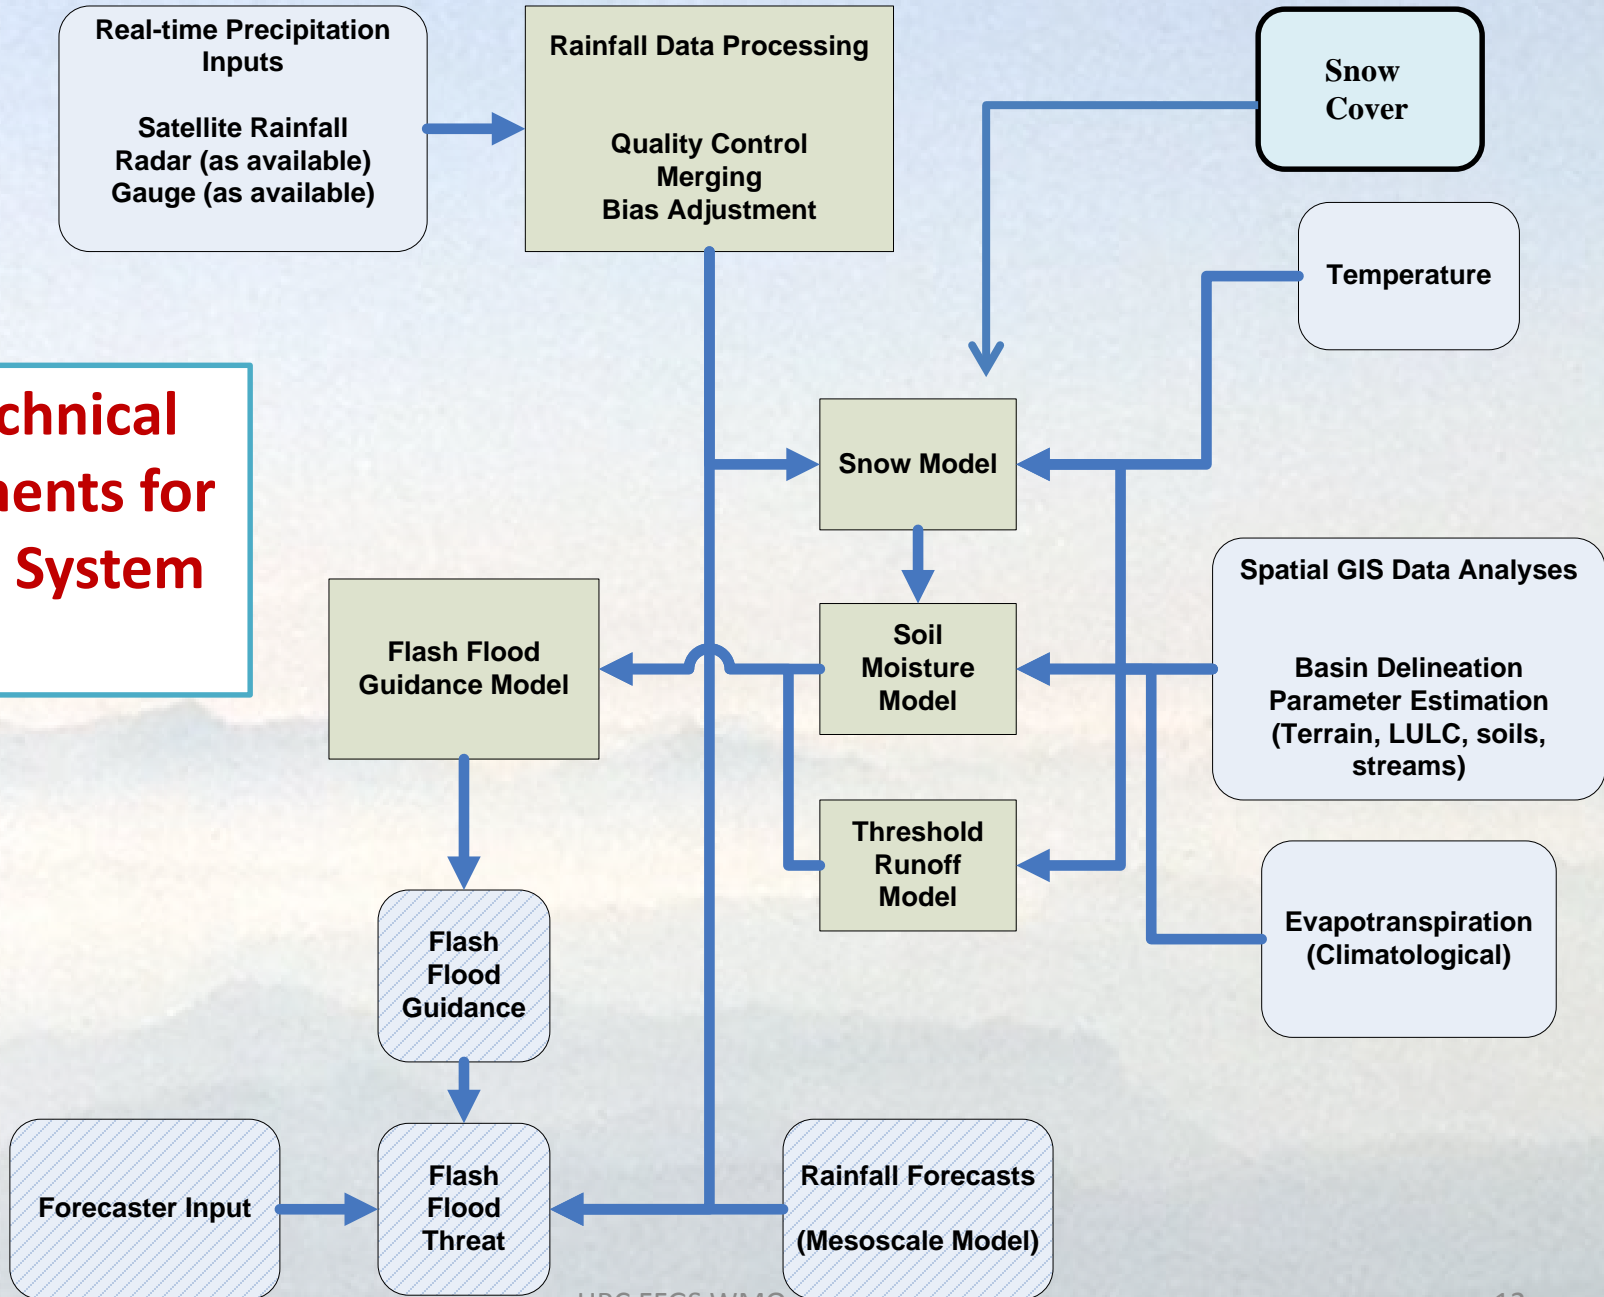 Real-time Precipitation
Inputs
Satellite Rainfall
Radar (as available)
Gauge (as available)
Rainfall Data Processing
Quality Control
Merging
Bias Adjustment
Snow
Cover
Temperature
chnical
nents for
System
Snow Model
Spatial GIS Data Analyses
Basin Delineation
Parameter Estimation
(Terrain, LULC, soils,
streams)
Flash Flood
Guidance Model
Soil
Moisture
Model
Threshold
Runoff
Model
Evapotranspiration
(Climatological)
Flash
Flood
Guidance
Forecaster Input
Flash
Flood
Threat
Rainfall Forecasts
(Mesoscale Model)